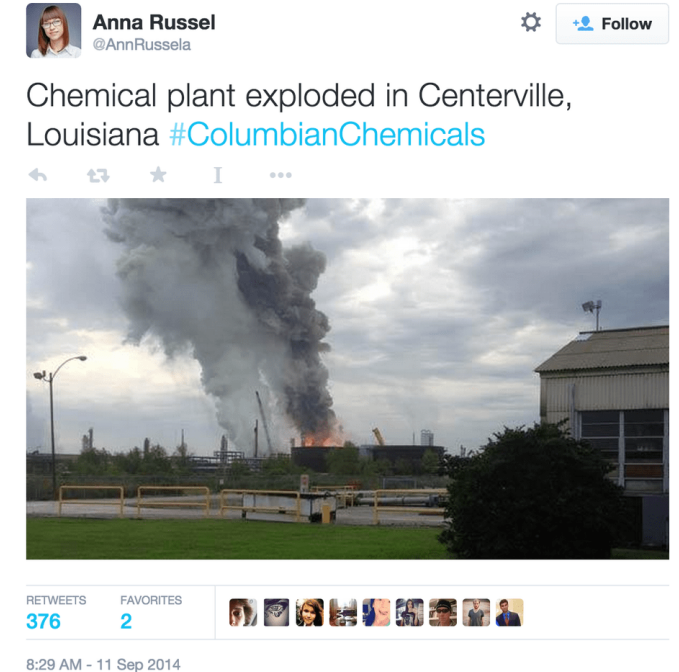 Anna Russel
@AnnRussela
Follow
Chemical plant exploded in Centerville,
Louisiana #ColumbianChemicals
RETWEETS FAVORITES
376 2
8:29 AM - 11 Sep 2014